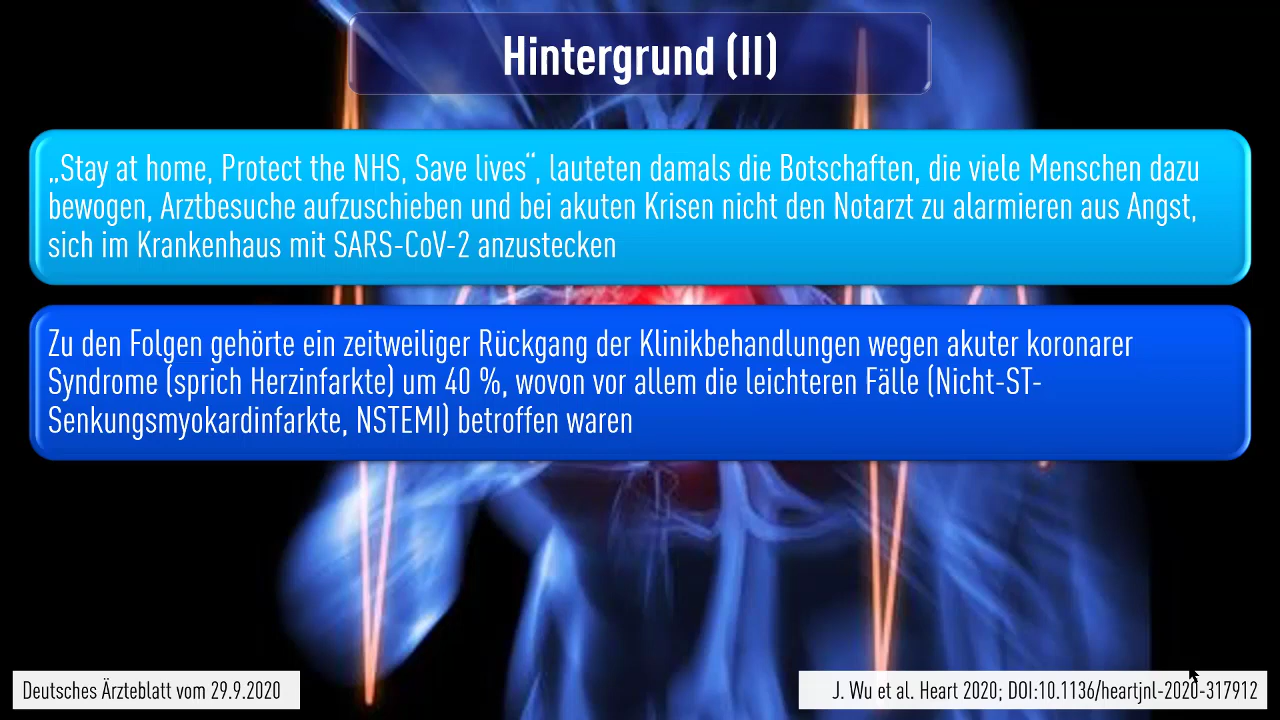 Hintergrund (II)
„Stay at home, Protect the NHS, Save lives“, lauteten damals die Botschaften, die viele Menschen dazu
bewogen, Arztbesuche aufzuschieben und bei akuten Krisen nicht den Notarzt zu alarmieren aus Angst,
sich im Krankenhaus mit SARS-CoV-2 anzustecken
Zu den Folgen gehörte ein zeitweiliger Rückgang der Klinikbehandlungen wegen akuter koronarer
Syndrome (sprich Herzinfarkte) um 40 %, wovon vor allem die leichteren Fälle (Nicht-ST-
Senkungsmyokardinfarkte, NSTEMI) betroffen waren
Deutsches Ärzteblatt vom 29.9.2020
J. Wu et al. Heart 2020; DOI:10.1136/heartjnl-2020-317912